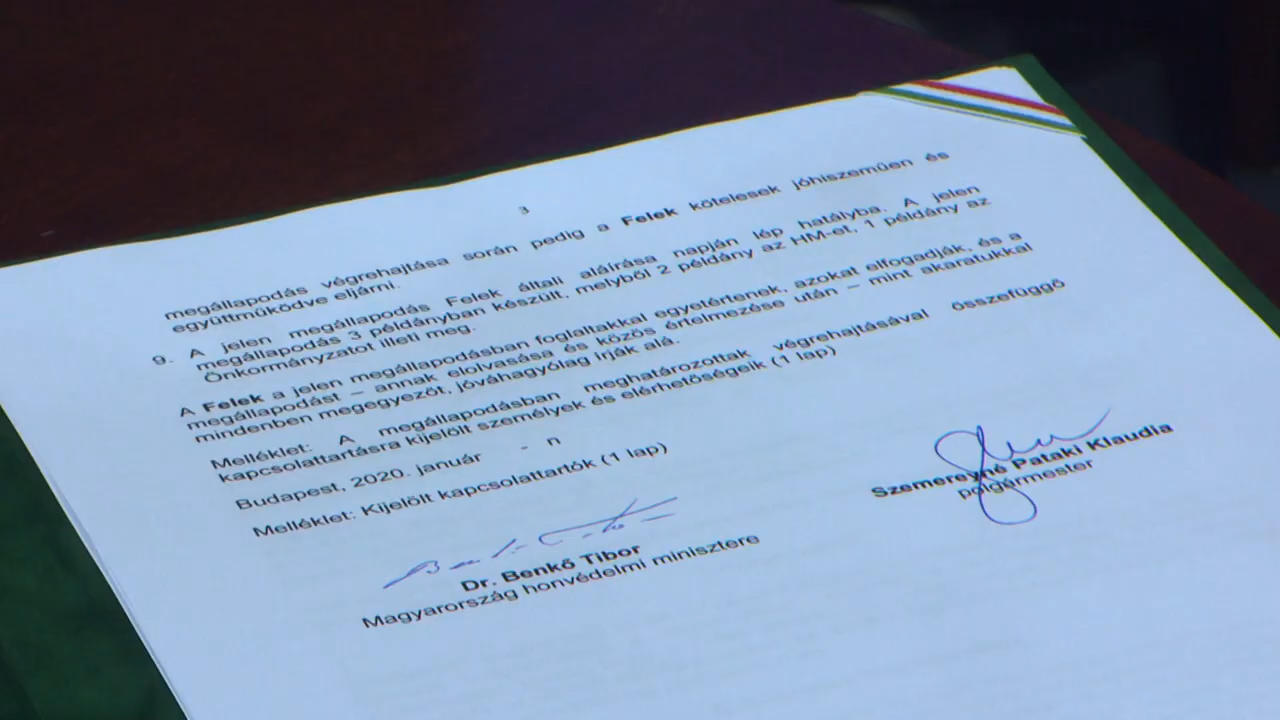 3
megállapodás végrehajtása során pedig a Felek kötelesek jóhiszeműen és
együttműködve eljárni.
9. A jelen megállapodás Felek általi aláírása napján lép hatályba. A jelen
megállapodás 3 példányban készült, melyből 2 példány az HM-et, 1 példány az
Önkormányzatot illeti meg.
A Felek a jelen megállapodásban foglaltakkal egyetértenek, azokat elfogadják, és a
megállapodást – annak elolvasása és közös értelmezése után – mint akaratukkal
mindenben megegyezőt, jóváhagyólag írják alá.
Melléklet: A megállapodásban meghatározottak végrehajtásával összefüggő
kapcsolattartásra kijelölt személyek és elérhetőségeik (1 lap)
Budapest, 2020. január - n
Melléklet: Kijelölt kapcsolattartók (1 lap)
Dr. Benkő Tibor
Magyarország honvédelmi minisztere
Szemereyné Pataki Klaudia
polgármester